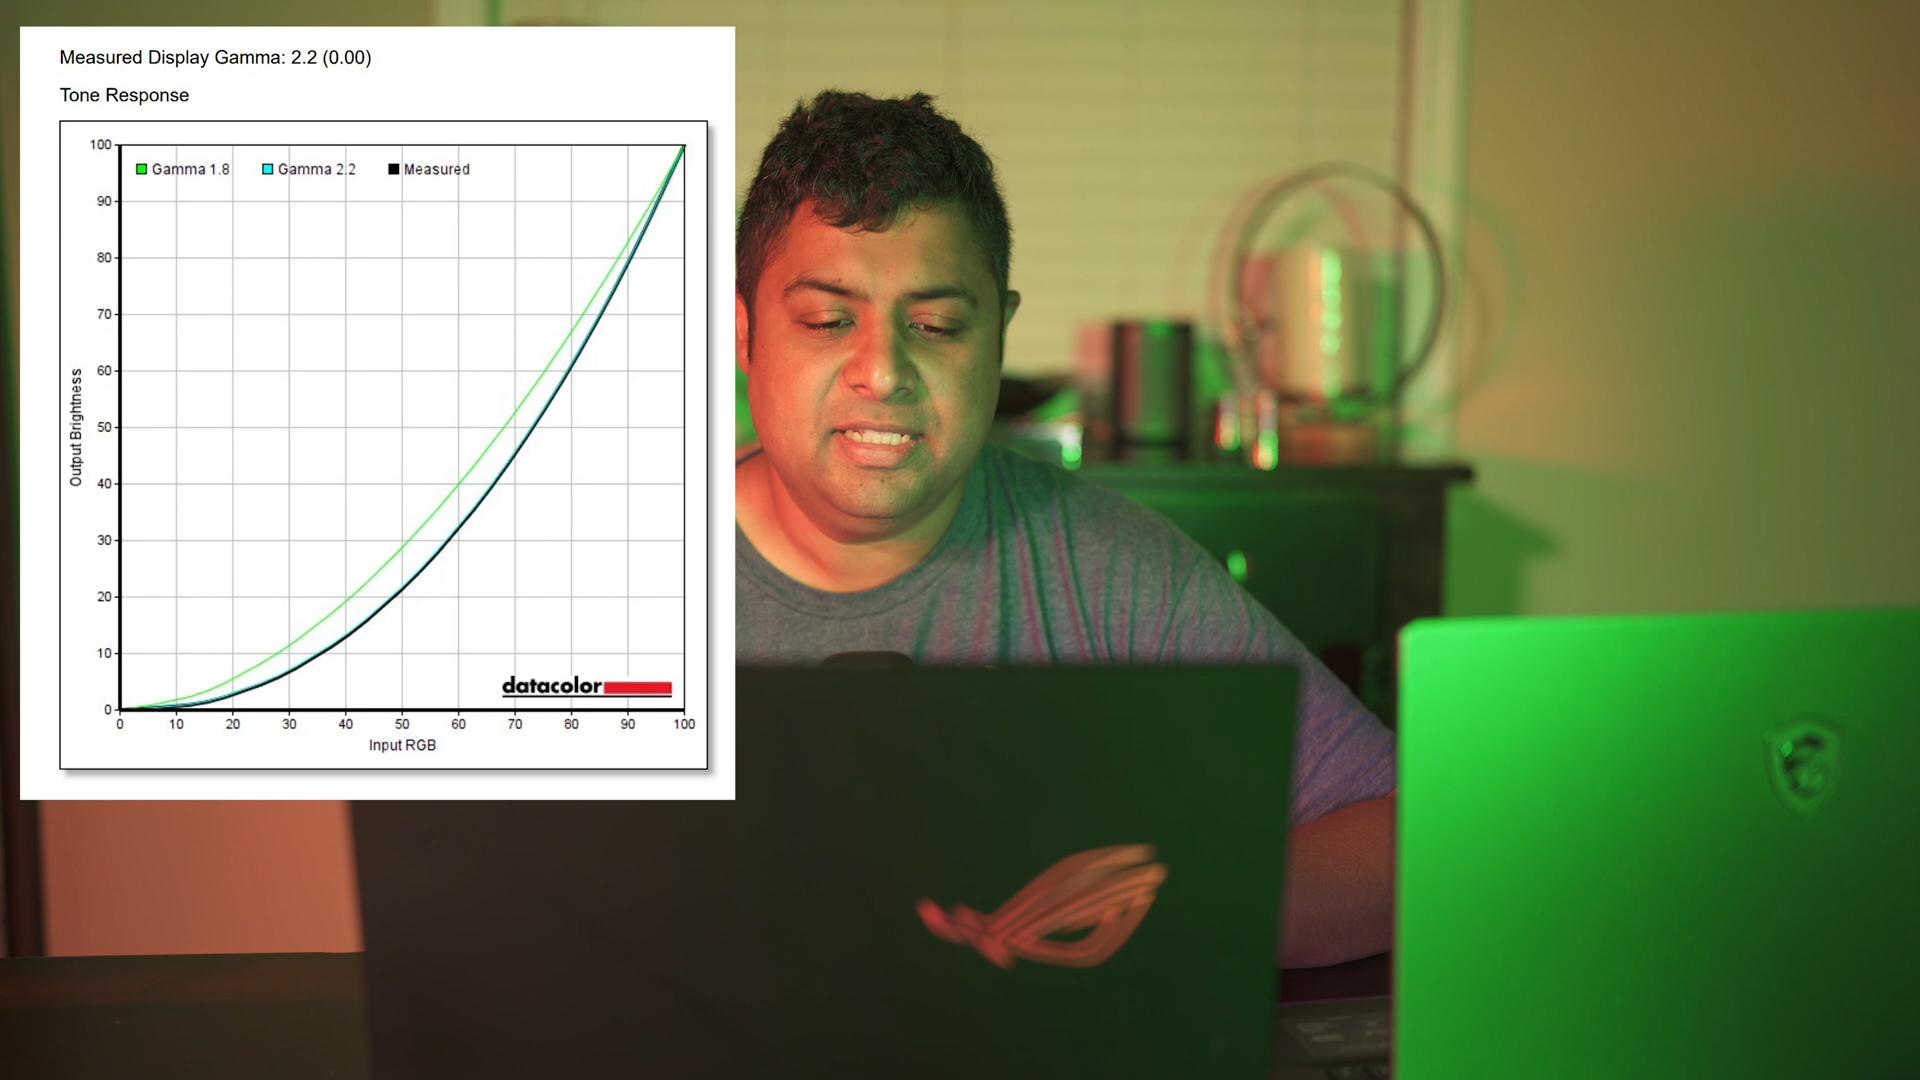 Measured Display Gamma: 2.2 (0.00)
Tone Response
Gamma 1.8 Gamma 2.2 Measured
100
90
80
70
60
50
40
30
20
10
0
Output Brightness
datacolor
0 10 20 30 40 50 60 70 80 90 100
Input RGB